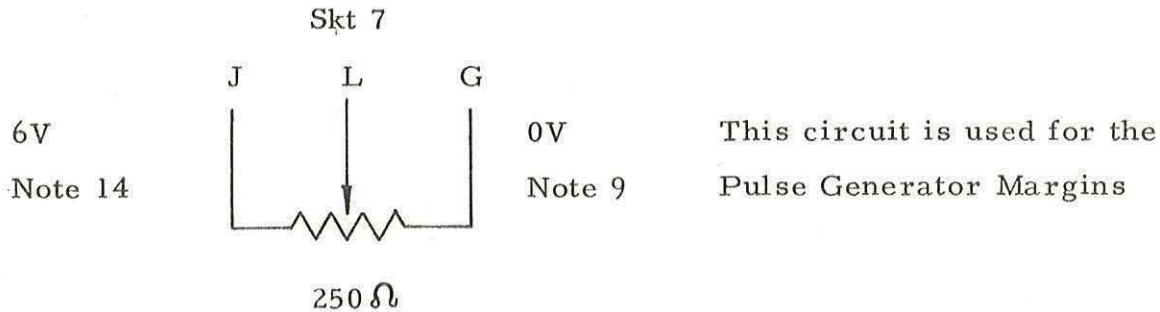 Skt 7
J L G
6V 0V This circuit is used for the
Note 14 Note 9 Pulse Generator Margins
250 Ω